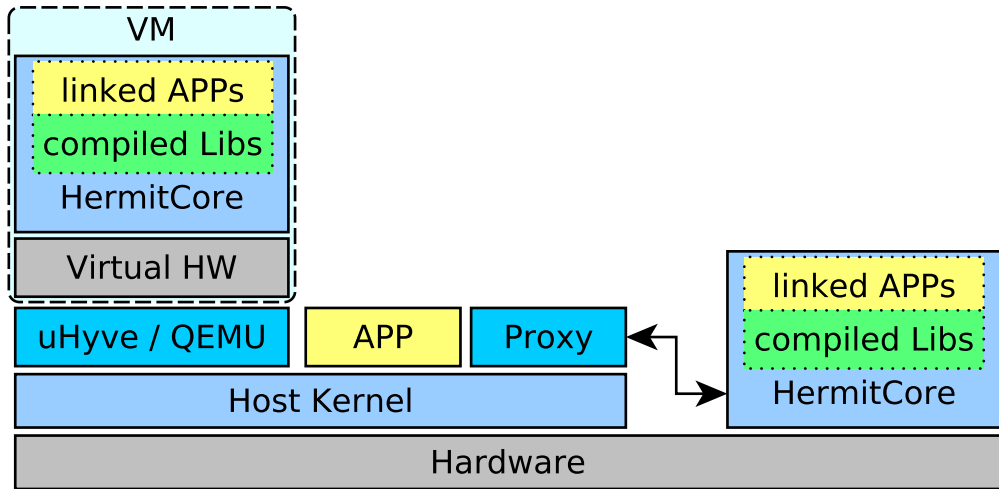 VM
linked APPs
compiled Libs
HermitCore
Virtual HW
uHyve / QEMU
APP
Proxy
Host Kernel
linked APPs
compiled Libs
HermitCore
Hardware